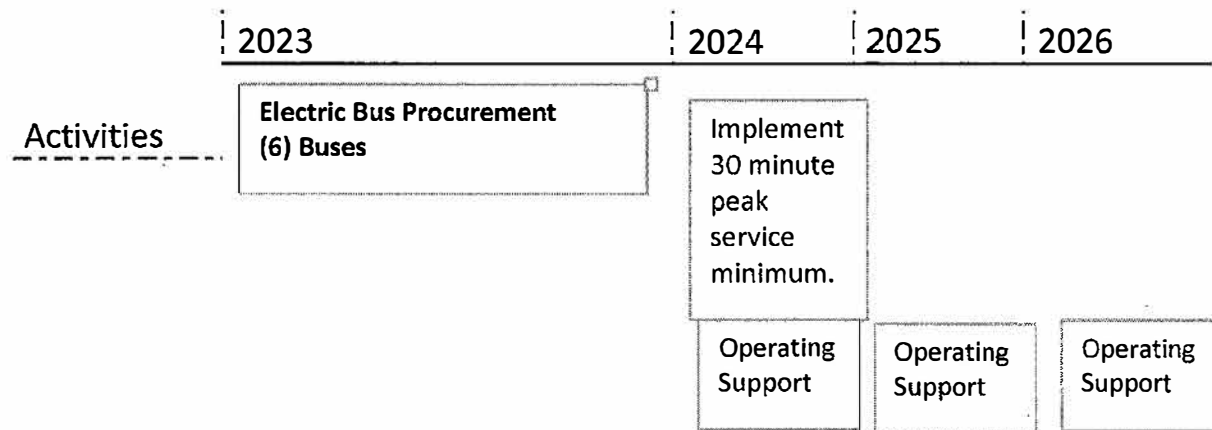 2023
2024
2025
2026
Activities
Electric Bus Procurement
(6) Buses
Implement
30 minute
peak
service
minimum.
Operating
Support
Operating
Support
Operating
Support